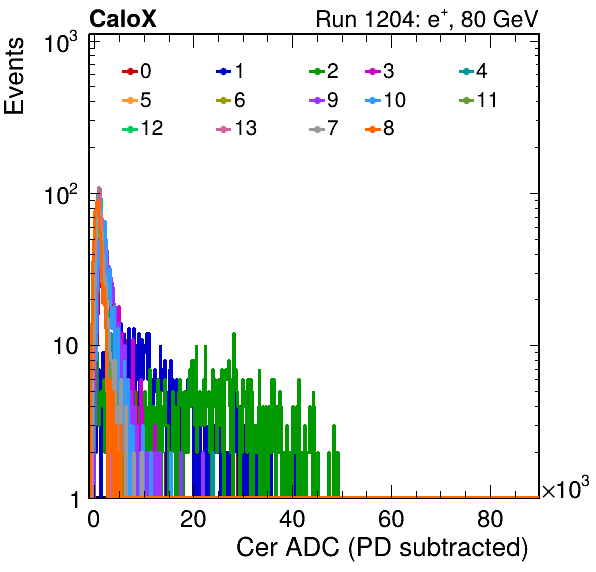 CaloX Run 1204: e⁺, 80 GeV
Events
10³
0 1 2 3 4
5 6 9 10 11
12 13 7 8
10²
10
1
0 20 40 60 80 ×10³
Cer ADC (PD subtracted)